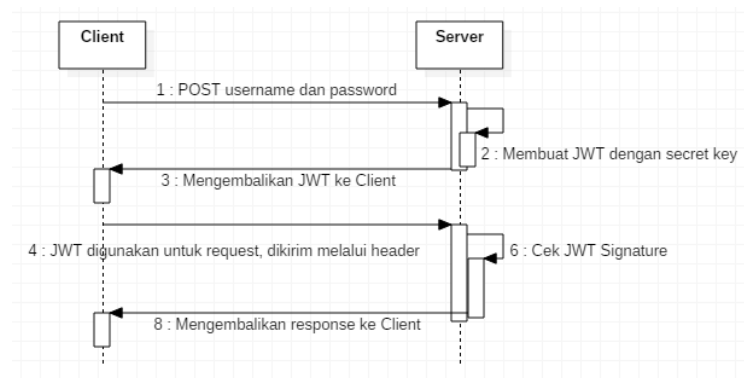 Client
Server
1 : POST username dan password
2 : Membuat JWT dengan secret key
3 : Mengembalikan JWT ke Client
4 : JWT digunakan untuk request, dikirim melalui header
6 : Cek JWT Signature
8 : Mengembalikan response ke Client